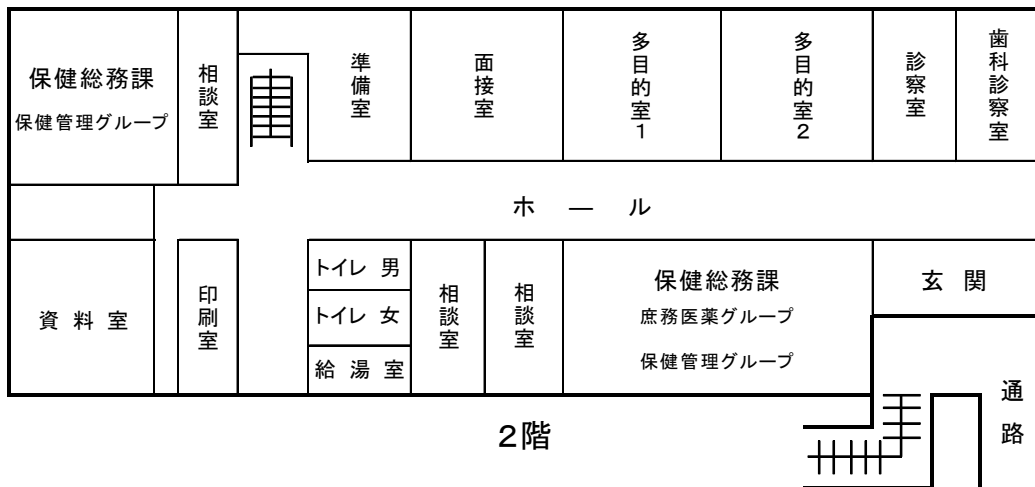 保健総務課
保健管理グループ
相談室
準備室
面接室
多目的室1
多目的室2
診察室
歯科診察室
ホール
資料室
印刷室
トイレ 男
トイレ 女
給湯室
相談室
相談室
保健総務課
庶務医薬グループ
保健管理グループ
玄関
通路
2階